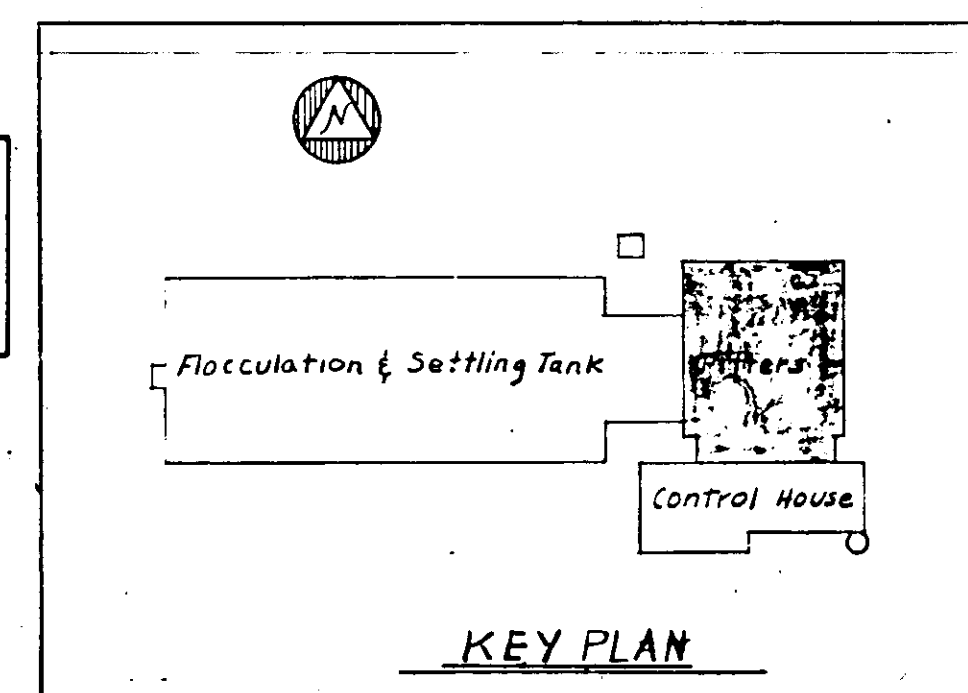 N
Flocculation & Settling Tank
Filters
Control House
KEY PLAN